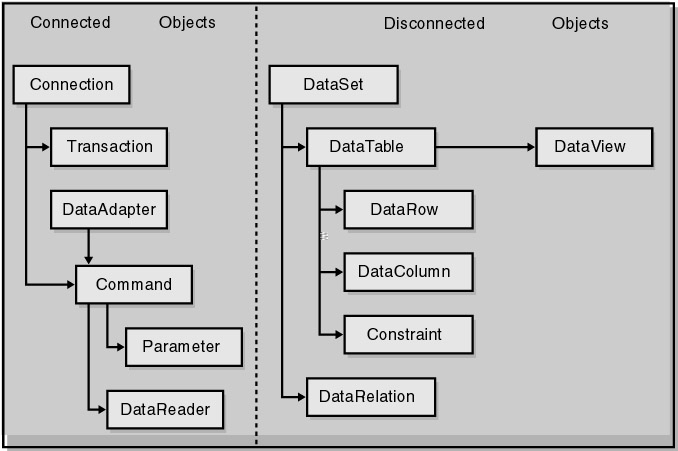 Connected Objects
Disconnected Objects
Connection
Transaction
DataAdapter
Command
Parameter
DataReader
DataSet
DataTable
DataView
DataRow
DataColumn
Constraint
DataRelation